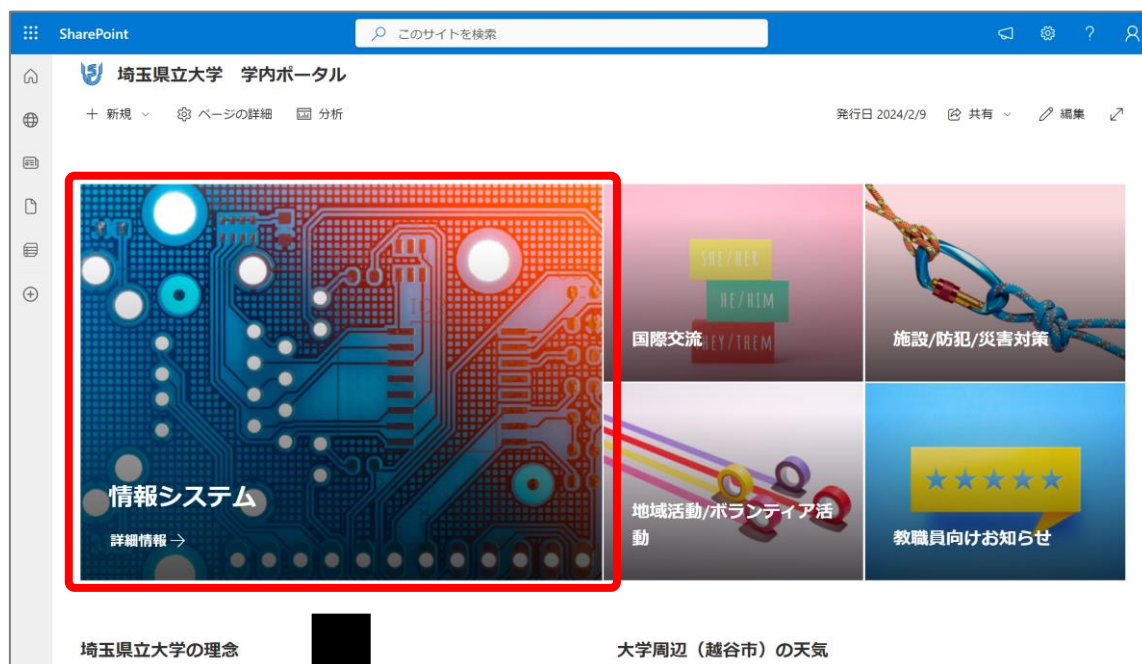 SharePoint
このサイトを検索
埼玉県立大学 学内ポータル
新規
ページの詳細
分析
発行日 2024/2/9
共有
編集
SHE/HER
HE/HIM
HEY/THEM
国際交流
施設/防犯/災害対策
情報システム
詳細情報→
地域活動/ボランティア活
動
教職員向けお知らせ
埼玉県立大学の理念
大学周辺（越谷市）の天気